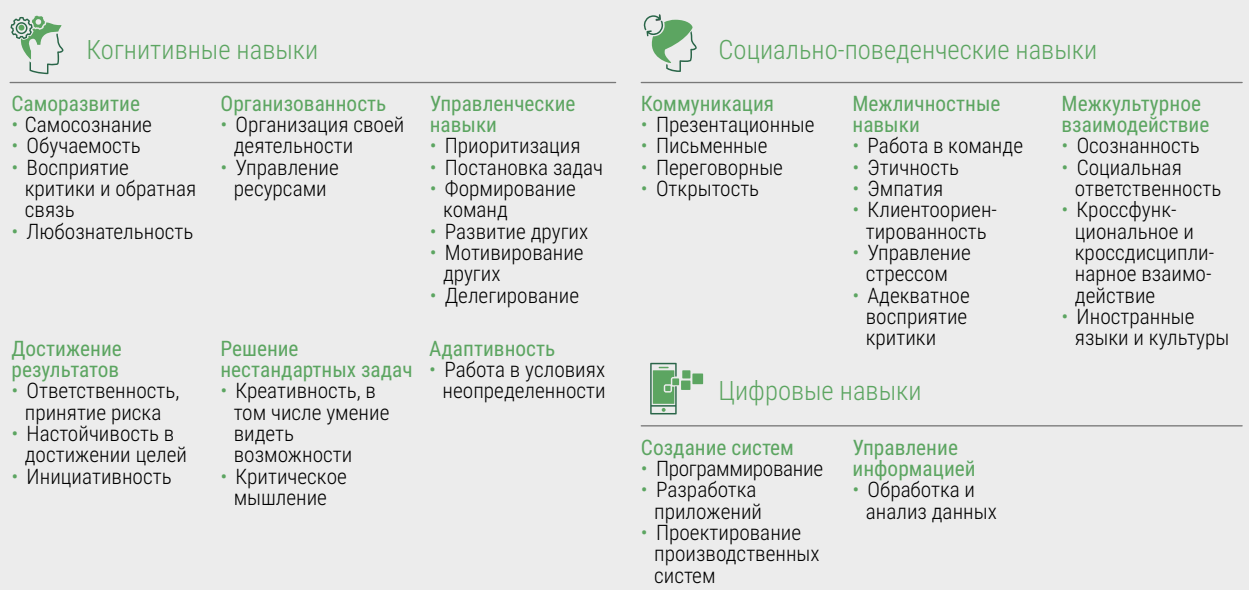 Когнитивные навыки
Саморазвитие
• Самосознание
• Обучаемость
• Восприятие
критики и обратная
связь
• Любознательность
Организованность
• Организация своей
деятельности
• Управление
ресурсами
Управленческие
навыки
• Приоритизация
• Постановка задач
• Формирование
команд
• Развитие других
• Мотивирование
других
• Делегирование
Достижение
результатов
• Ответственность,
принятие риска
• Настойчивость в
достижении целей
• Инициативность
Решение
нестандартных задач
• Креативность, в
том числе умение
видеть
возможности
• Критическое
мышление
Адаптивность
• Работа в условиях
неопределенности
Социально-поведенческие навыки
Коммуникация
• Презентационные
• Письменные
• Переговорные
• Открытость
Межличностные
навыки
• Работа в команде
• Этичность
• Эмпатия
• Клиентоориен-
тированность
• Управление
стрессом
• Адекватное
восприятие
критики
Межкультурное
взаимодействие
• Осознанность
• Социальная
ответственность
• Кроссфунк-
циональное и
кроссдисципли-
нарное взаимо-
действие
• Иностранные
языки и культуры
Цифровые навыки
Создание систем
• Программирование
• Разработка
приложений
• Проектирование
производственных
систем
Управление
информацией
• Обработка и
анализ данных